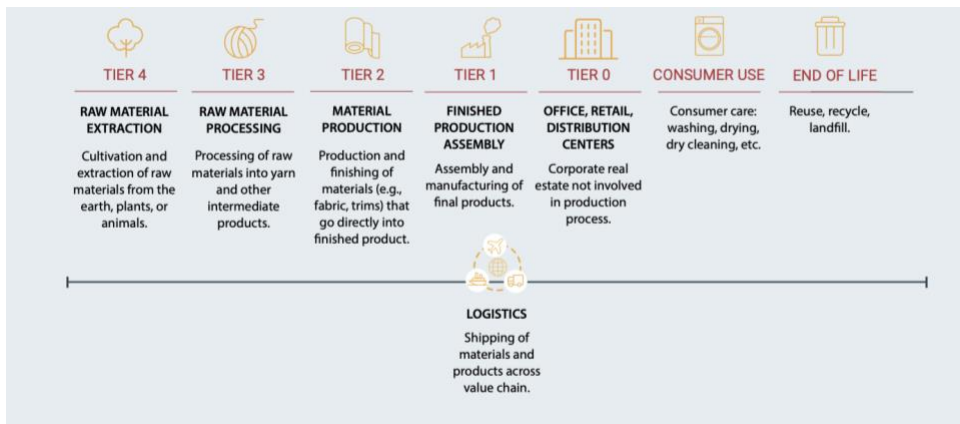 TIER 4
RAW MATERIAL
EXTRACTION
Cultivation and
extraction of raw
materials from the
earth, plants, or
animals.
TIER 3
RAW MATERIAL
PROCESSING
Processing of raw
materials into yarn
and other
intermediate
products.
TIER 2
MATERIAL
PRODUCTION
Production and
finishing of
materials (e.g.,
fabric, trims) that
go directly into
finished product.
TIER 1
FINISHED
PRODUCTION
ASSEMBLY
Assembly and
manufacturing of
final products.
TIER 0
OFFICE, RETAIL,
DISTRIBUTION
CENTERS
Corporate real
estate not involved
in production
process.
CONSUMER USE
Consumer care:
washing, drying,
dry cleaning, etc.
END OF LIFE
Reuse, recycle,
landfill.
LOGISTICS
Shipping of
materials and
products across
value chain.